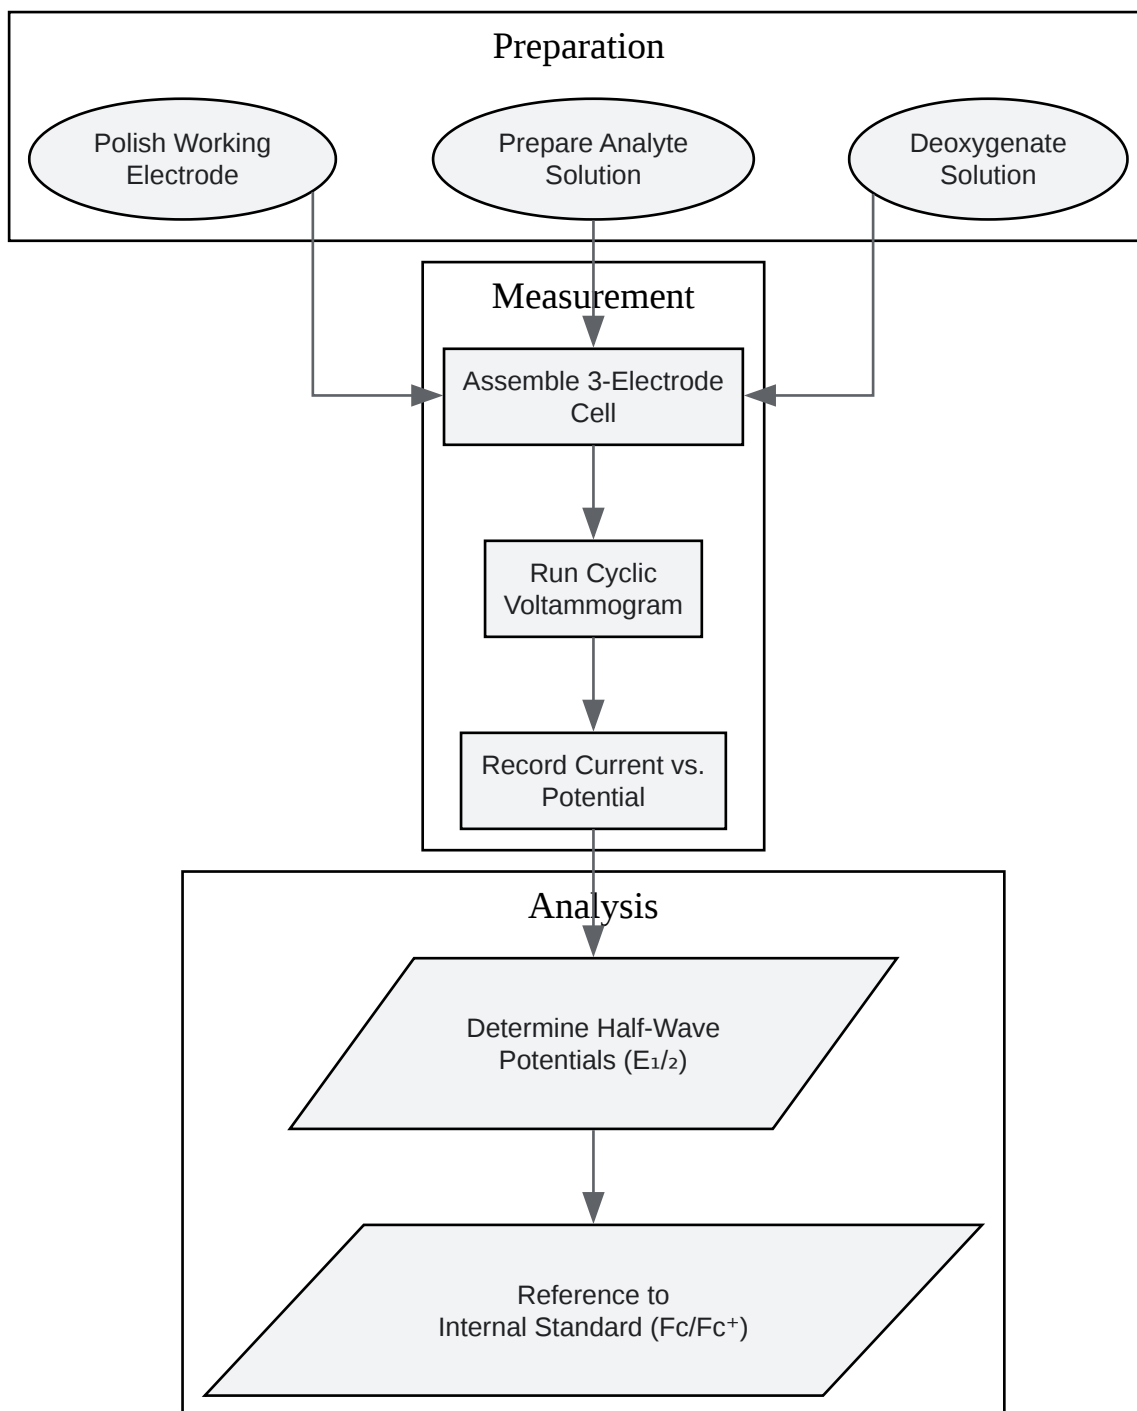 Preparation
Polish Working
Electrode
Prepare Analyte
Solution
Deoxygenate
Solution
Measurement
Assemble 3-Electrode
Cell
Run Cyclic
Voltammogram
Record Current vs.
Potential
Analysis
Determine Half-Wave
Potentials (E₁/₂)
Reference to
Internal Standard (Fc/Fc⁺)